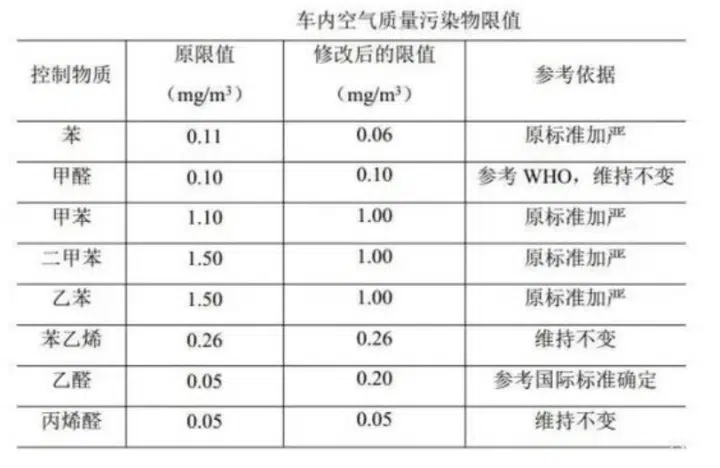 车内空气质量污染物限值
控制物质 原限值（mg/m³） 修改后的限值（mg/m³） 参考依据
苯 0.11 0.06 原标准加严
甲醛 0.10 0.10 参考 WHO，维持不变
甲苯 1.10 1.00 原标准加严
二甲苯 1.50 1.00 原标准加严
乙苯 1.50 1.00 原标准加严
苯乙烯 0.26 0.26 维持不变
乙醛 0.05 0.20 参考国际标准确定
丙烯醛 0.05 0.05 维持不变